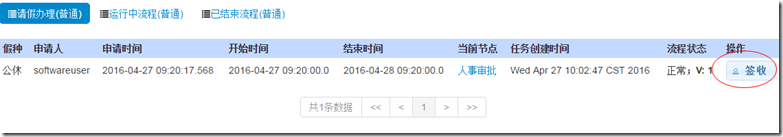 请假办理(普通) 运行中流程(普通) 已结束流程(普通)
假种 申请人 申请时间 开始时间 结束时间 当前节点 任务创建时间 流程状态 操作
公休 softwareuser 2016-04-27 09:20:17.568 2016-04-27 09:20:00.0 2016-04-28 09:20:00.0 人事审批 Wed Apr 27 10:02:47 CST 2016 正常；V: 1 签收
共1条数据 << < 1 > >>